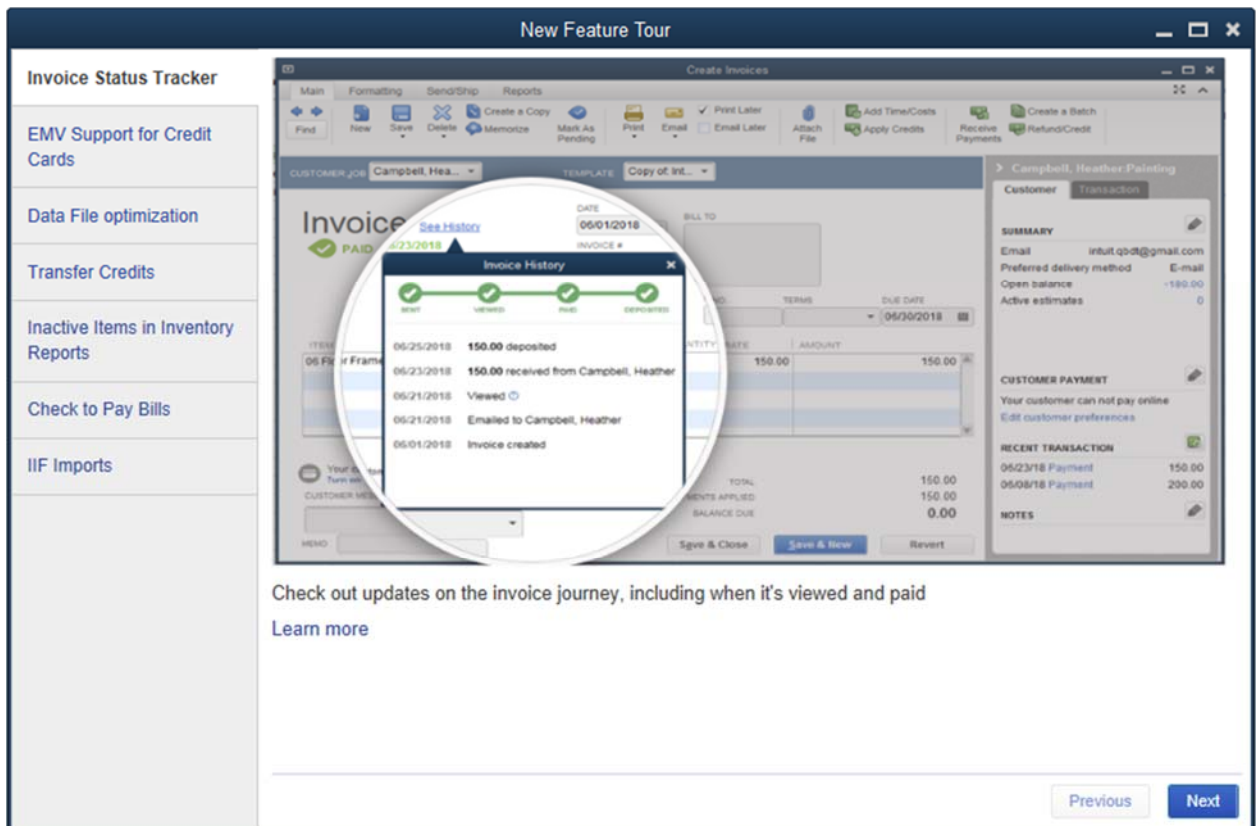 New Feature Tour
Invoice Status Tracker
EMV Support for Credit
Cards
Data File optimization
Transfer Credits
Inactive Items in Inventory
Reports
Check to Pay Bills
IIF Imports
Create Invoices
Main Formatting Send/Ship Reports
Find New Save Delete Create a Copy Memorize Mark As Pending Print Email Print Later Email Later Attach File Add Time/Costs Apply Credits Receive Payments Create a Batch Refund/Credit
CUSTOMER:JOB Campbell, Hea... TEMPLATE Copy of: Int...
Invoice See History
PAID 06/23/2018
DATE
06/01/2018
INVOICE #
BILL TO
TERMS DUE DATE
06/30/2018
RATE AMOUNT
150.00 150.00
Invoice History
SENT VIEWED PAID DEPOSITED
06/25/2018 150.00 deposited
06/23/2018 150.00 received from Campbell, Heather
06/21/2018 Viewed
06/21/2018 Emailed to Campbell, Heather
06/01/2018 Invoice created
MEMO
TOTAL 150.00
APPLIED 150.00
BALANCE DUE 0.00
Save & Close Save & New Revert
Campbell, Heather:Painting
Customer Transaction
SUMMARY
Email intuit.qbdt@gmail.com
Preferred delivery method E-mail
Open balance -180.00
Active estimates 0
CUSTOMER PAYMENT
Your customer can not pay online
Edit customer preferences
RECENT TRANSACTION
06/23/18 Payment 150.00
06/08/18 Payment 200.00
NOTES
Check out updates on the invoice journey, including when it's viewed and paid
Learn more
Previous Next